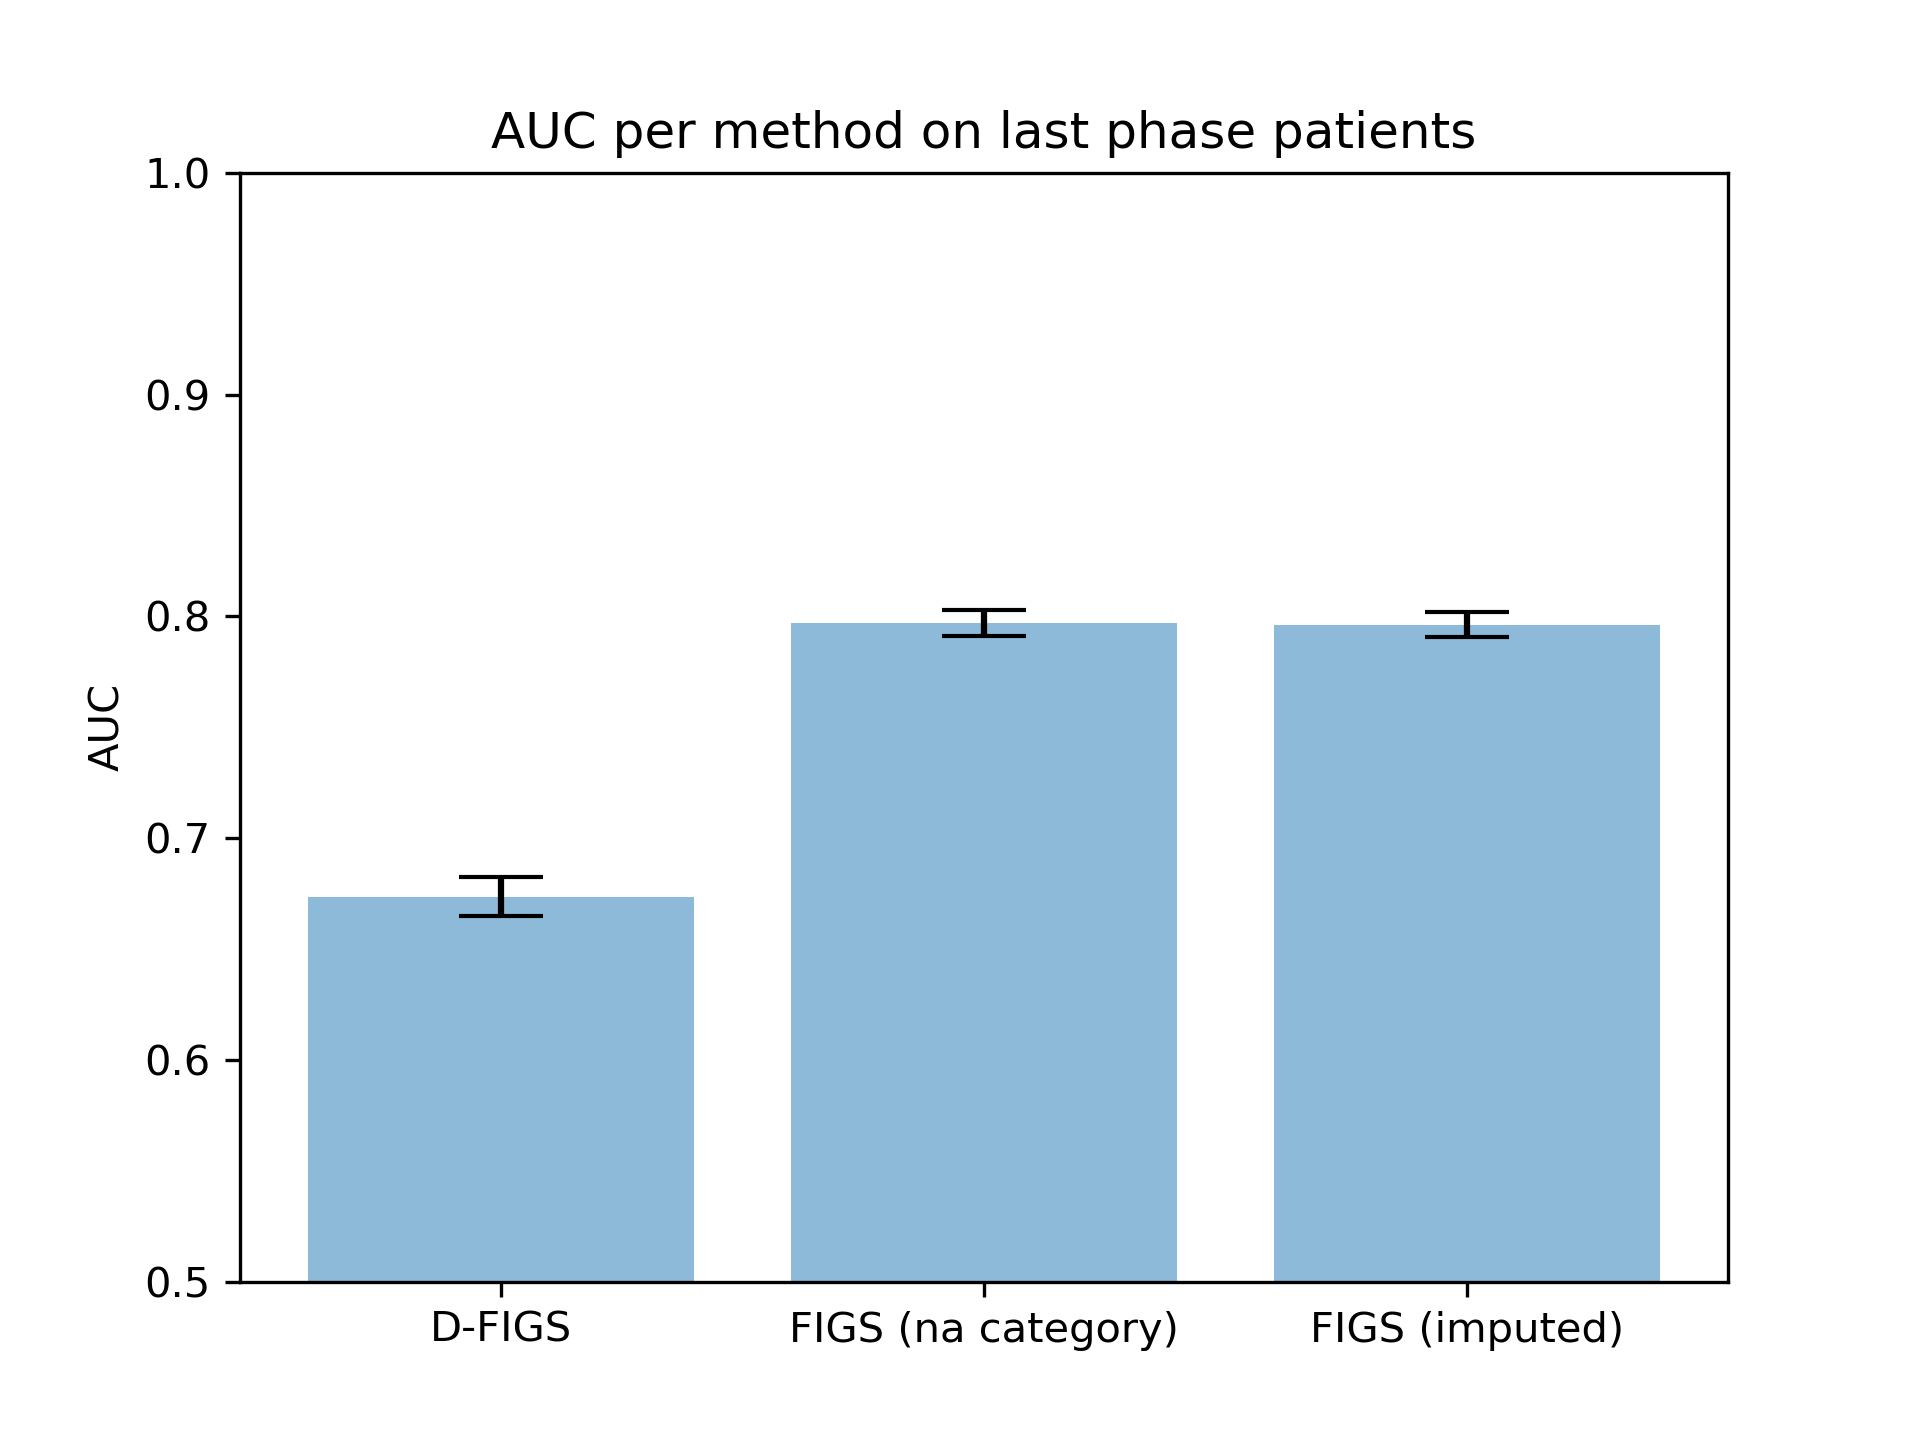 AUC per method on last phase patients
1.0
0.9
0.8
0.7
0.6
0.5
AUC
D-FIGS
FIGS (na category)
FIGS (imputed)